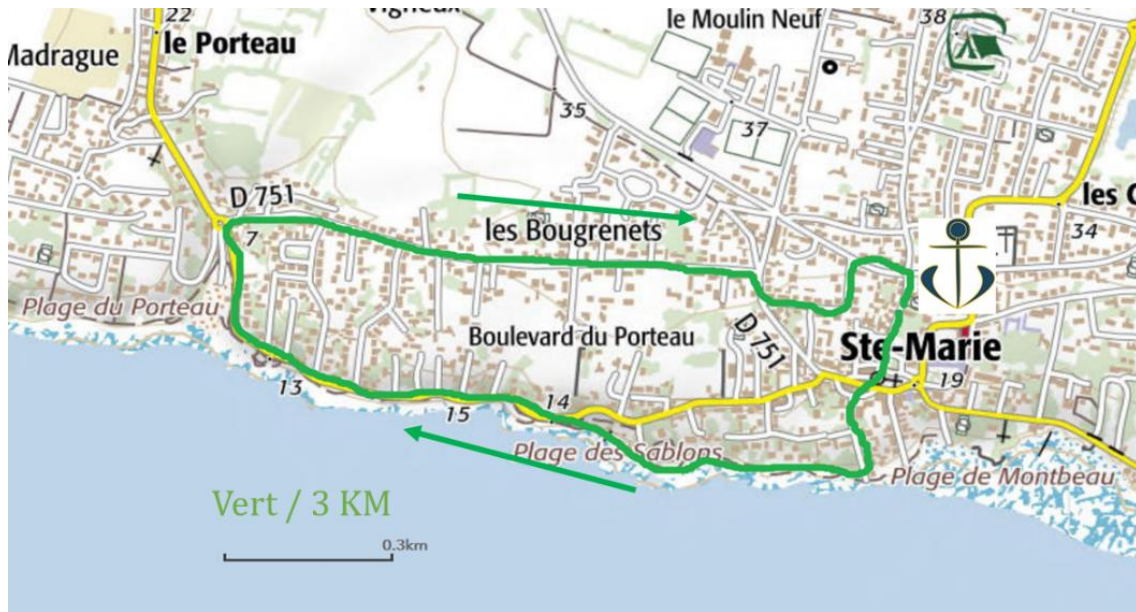 22
le Porteau
Madrague
le Moulin Neuf
38
35
37
D 751
7
les Bougrenets
34
Plage du Porteau
Boulevard du Porteau
D 751
Ste-Marie
13
15
14
19
Plage des Sablons
Plage de Montbeau
Vert / 3 KM
0.3km